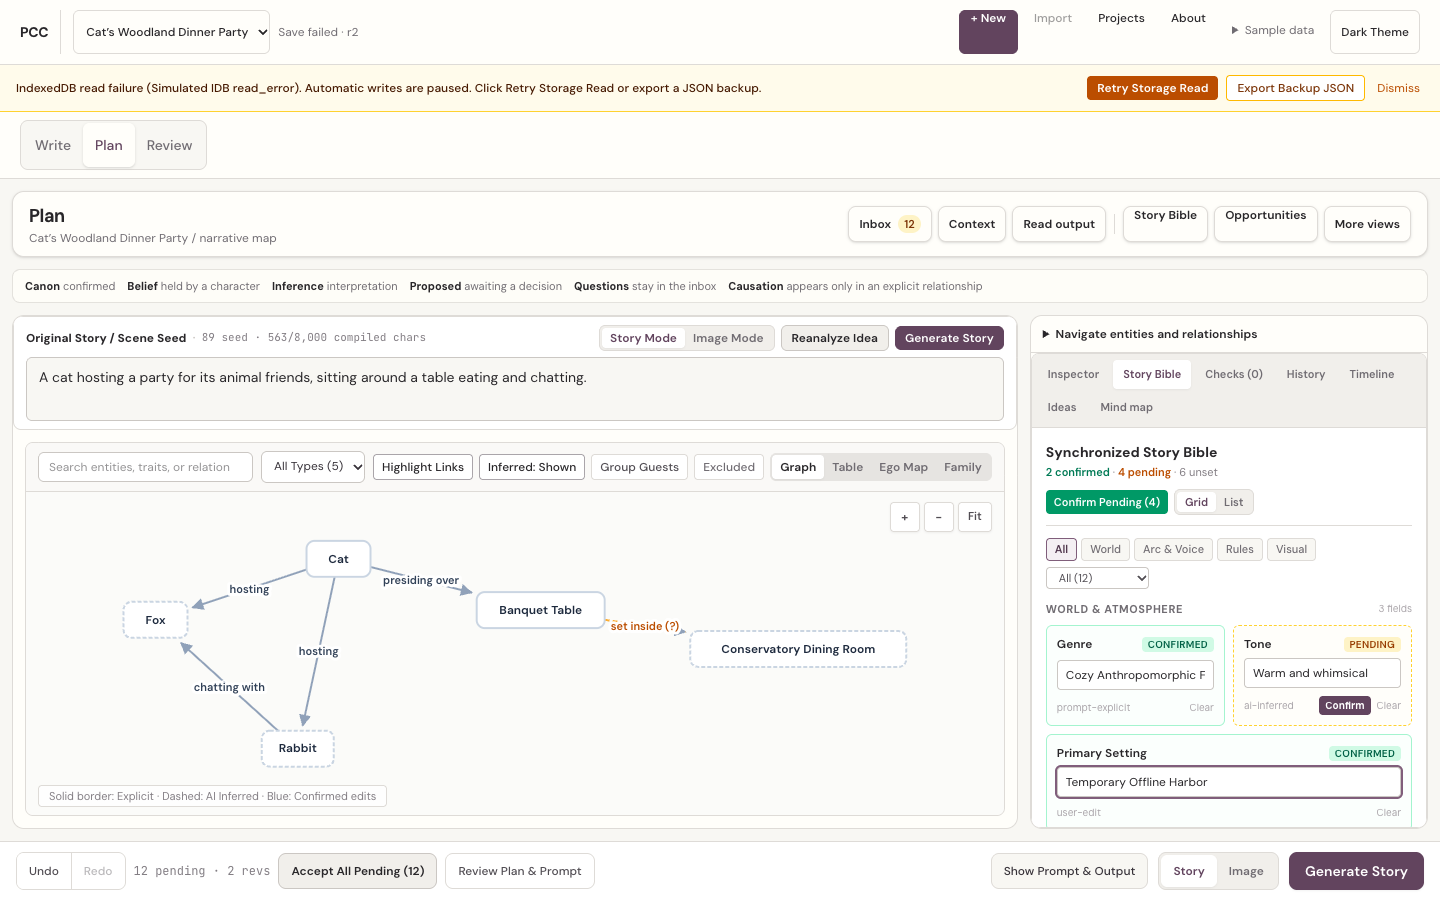 PCC
Cat's Woodland Dinner Party
Save failed · r2
+ New
Import
Projects
About
Sample data
Dark Theme
IndexedDB read failure (Simulated IDB read_error). Automatic writes are paused. Click Retry Storage Read or export a JSON backup.
Retry Storage Read
Export Backup JSON
Dismiss
Write
Plan
Review
Plan
Cat's Woodland Dinner Party / narrative map
Inbox 12
Context
Read output
Story Bible
Opportunities
More views
Canon confirmed Belief held by a character Inference interpretation Proposed awaiting a decision Questions stay in the inbox Causation appears only in an explicit relationship
Original Story / Scene Seed · 89 seed · 563/8,000 compiled chars
Story Mode
Image Mode
Reanalyze Idea
Generate Story
A cat hosting a party for its animal friends, sitting around a table eating and chatting.
Search entities, traits, or relation
All Types (5)
Highlight Links
Inferred: Shown
Group Guests
Excluded
Graph
Table
Ego Map
Family
+
−
Fit
Cat
hosting
presiding over
Banquet Table
Fox
set inside (?)
Conservatory Dining Room
hosting
chatting with
Rabbit
Solid border: Explicit · Dashed: AI Inferred · Blue: Confirmed edits
Navigate entities and relationships
Inspector
Story Bible
Checks (0)
History
Timeline
Ideas
Mind map
Synchronized Story Bible
2 confirmed · 4 pending · 6 unset
Confirm Pending (4)
Grid
List
All
World
Arc & Voice
Rules
Visual
All (12)
WORLD & ATMOSPHERE
3 fields
Genre
CONFIRMED
Cozy Anthropomorphic F
prompt-explicit
Clear
Tone
PENDING
Warm and whimsical
ai-inferred
Confirm
Clear
Primary Setting
CONFIRMED
Temporary Offline Harbor
user-edit
Clear
Undo
Redo
12 pending · 2 revs
Accept All Pending (12)
Review Plan & Prompt
Show Prompt & Output
Story
Image
Generate Story